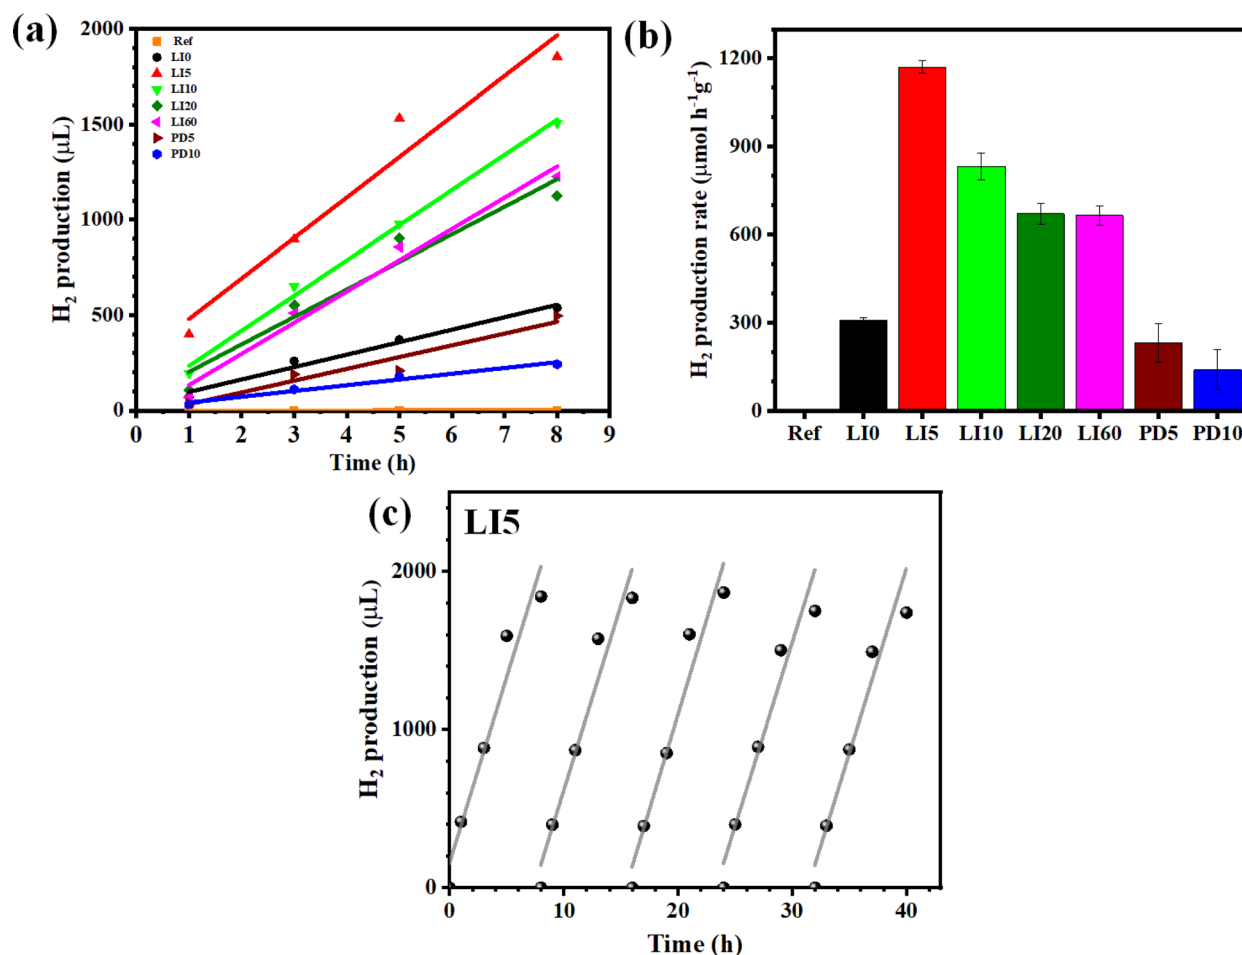 (a)
H₂ production (μL)
2000
1500
1000
500
0
Ref
LI0
LI5
LI10
LI20
LI60
PD5
PD10
0 1 2 3 4 5 6 7 8 9
Time (h)
(b)
H₂ production rate (μmol h⁻¹g⁻¹)
1200
900
600
300
0
Ref LI0 LI5 LI10 LI20 LI60 PD5 PD10
(c)
LI5
H₂ production (μL)
2000
1000
0
0 10 20 30 40
Time (h)